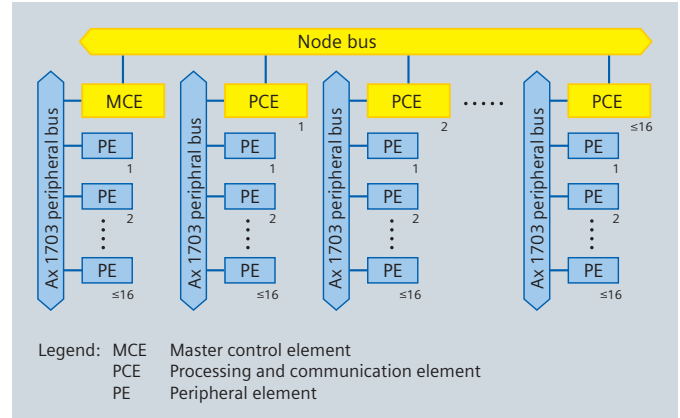 Node bus
MCE PCE PCE ..... PCE
1 2 ≤16
Ax 1703 peripheral bus
PE
1
PE
2
PE
≤16
Ax 1703 periphral bus
PE
1
PE
2
PE
≤16
Ax 1703 peripheral bus
PE
1
PE
2
PE
≤16
Ax 1703 peripheral bus
PE
1
PE
2
PE
≤16
Legend: MCE Master control element
PCE Processing and communication element
PE Peripheral element